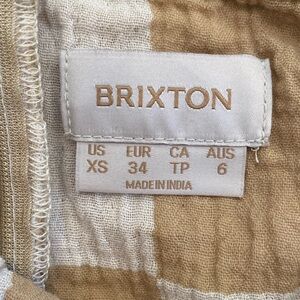 BRIXTON
US EUR CA AUS
XS 34 TP 6
MADE IN INDIA